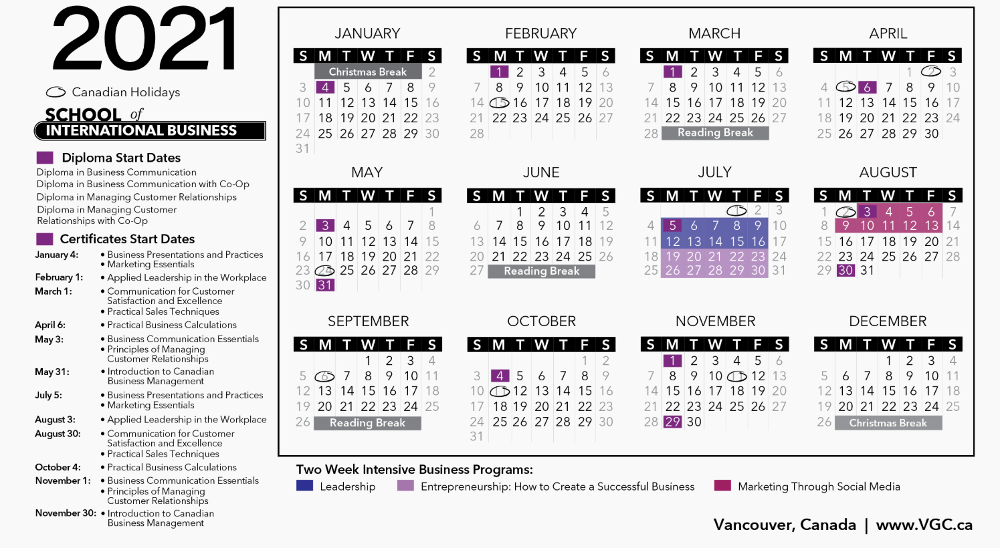 2021
Canadian Holidays
SCHOOL of
INTERNATIONAL BUSINESS
Diploma Start Dates
Diploma in Business Communication
Diploma in Business Communication with Co-Op
Diploma in Managing Customer Relationships
Diploma in Managing Customer
Relationships with Co-Op
Certificates Start Dates
January 4: • Business Presentations and Practices
• Marketing Essentials
February 1: • Applied Leadership in the Workplace
March 1: • Communication for Customer
Satisfaction and Excellence
• Practical Sales Techniques
April 6: • Practical Business Calculations
May 3: • Business Communication Essentials
• Principles of Managing
Customer Relationships
May 31: • Introduction to Canadian
Business Management
July 5: • Business Presentations and Practices
• Marketing Essentials
August 3: • Applied Leadership in the Workplace
August 30: • Communication for Customer
Satisfaction and Excellence
• Practical Sales Techniques
October 4: • Practical Business Calculations
November 1: • Business Communication Essentials
• Principles of Managing
Customer Relationships
November 30: • Introduction to Canadian
Business Management
JANUARY
S M T W T F S
Christmas Break 2
3 4 5 6 7 8 9
10 11 12 13 14 15 16
17 18 19 20 21 22 23
24 25 26 27 28 29 30
31
FEBRUARY
S M T W T F S
1 2 3 4 5 6
7 8 9 10 11 12 13
14 15 16 17 18 19 20
21 22 23 24 25 26 27
28
MARCH
S M T W T F S
1 2 3 4 5 6
7 8 9 10 11 12 13
14 15 16 17 18 19 20
21 22 23 24 25 26 27
28 Reading Break
APRIL
S M T W T F S
1 2 3
4 5 6 7 8 9 10
11 12 13 14 15 16 17
18 19 20 21 22 23 24
25 26 27 28 29 30
MAY
S M T W T F S
1
2 3 4 5 6 7 8
9 10 11 12 13 14 15
16 17 18 19 20 21 22
23 24 25 26 27 28 29
30 31
JUNE
S M T W T F S
1 2 3 4 5
6 7 8 9 10 11 12
13 14 15 16 17 18 19
20 21 22 23 24 25 26
27 Reading Break
JULY
S M T W T F S
1 2 3
4 5 6 7 8 9 10
11 12 13 14 15 16 17
18 19 20 21 22 23 24
25 26 27 28 29 30 31
AUGUST
S M T W T F S
1 2 3 4 5 6 7
8 9 10 11 12 13 14
15 16 17 18 19 20 21
22 23 24 25 26 27 28
29 30 31
SEPTEMBER
S M T W T F S
1 2 3 4
5 6 7 8 9 10 11
12 13 14 15 16 17 18
19 20 21 22 23 24 25
26 Reading Break
OCTOBER
S M T W T F S
1 2
3 4 5 6 7 8 9
10 11 12 13 14 15 16
17 18 19 20 21 22 23
24 25 26 27 28 29 30
31
NOVEMBER
S M T W T F S
1 2 3 4 5 6
7 8 9 10 11 12 13
14 15 16 17 18 19 20
21 22 23 24 25 26 27
28 29 30
DECEMBER
S M T W T F S
1 2 3 4
5 6 7 8 9 10 11
12 13 14 15 16 17 18
19 20 21 22 23 24 25
26 Christmas Break
Two Week Intensive Business Programs:
Leadership Entrepreneurship: How to Create a Successful Business Marketing Through Social Media
Vancouver, Canada | www.VGC.ca